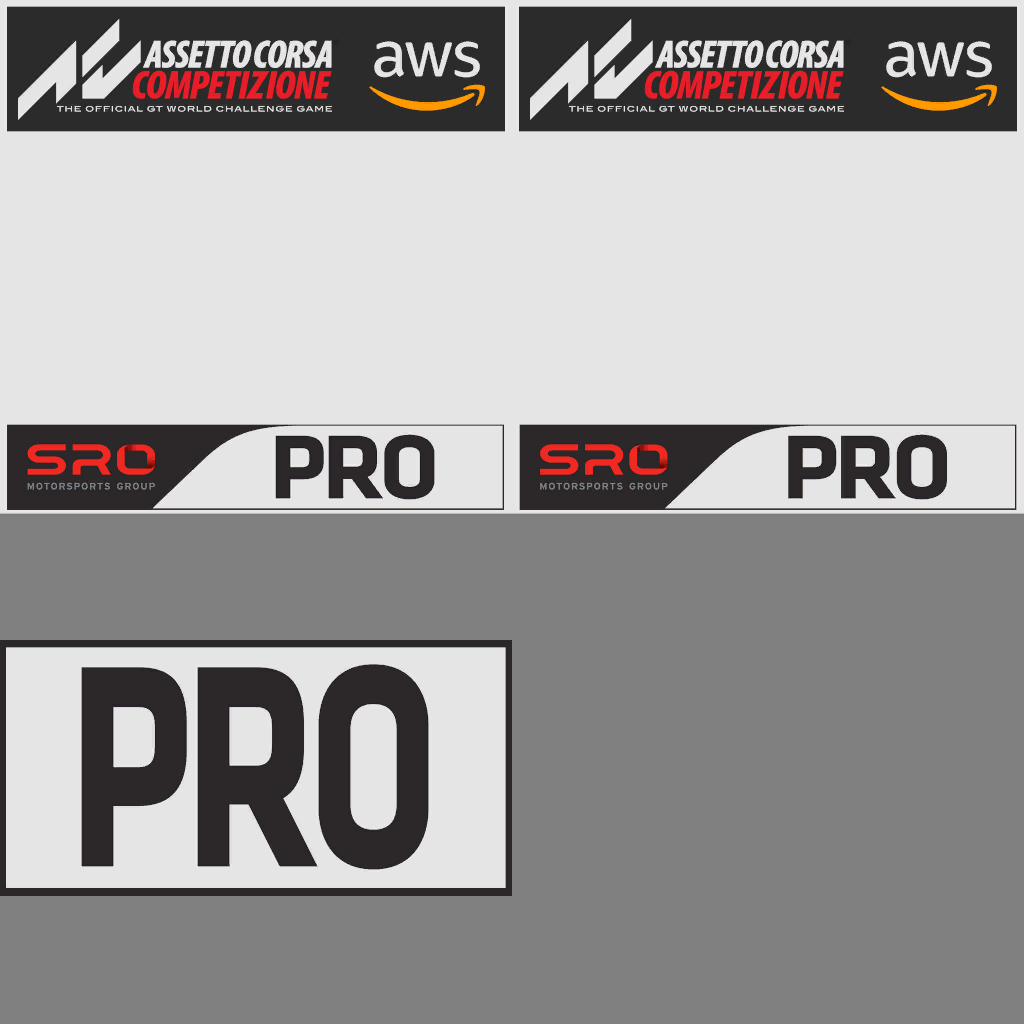 ASSETTO CORSA
COMPETIZIONE
THE OFFICIAL GT WORLD CHALLENGE GAME
aws
ASSETTO CORSA
COMPETIZIONE
THE OFFICIAL GT WORLD CHALLENGE GAME
aws
SRO
MOTORSPORTS GROUP
PRO
SRO
MOTORSPORTS GROUP
PRO
PRO